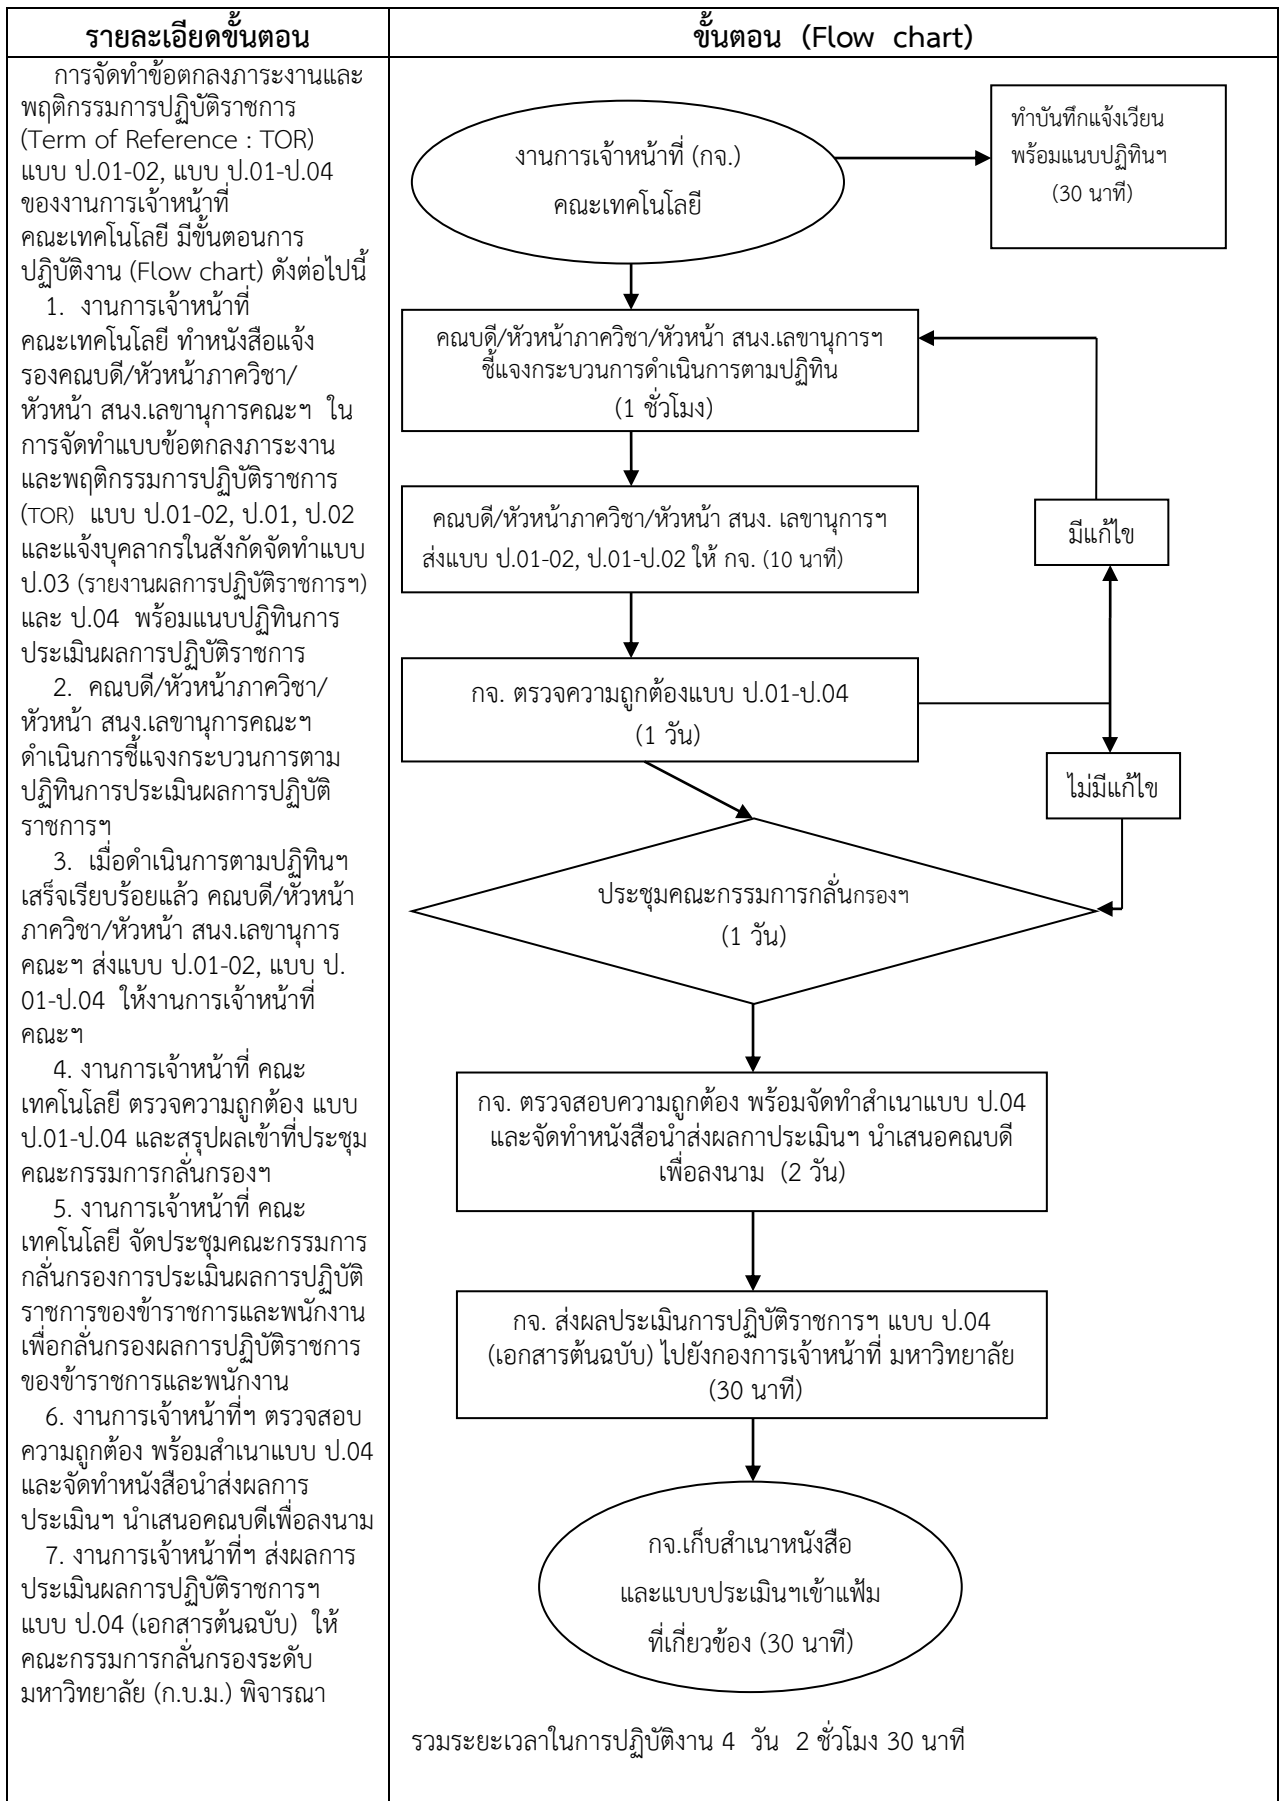 รายละเอียดขั้นตอน
ขั้นตอน (Flow chart)
การจัดทำข้อตกลงภาระงานและ
พฤติกรรมการปฏิบัติราชการ
(Term of Reference : TOR)
แบบ ป.01-02, แบบ ป.01-ป.04
ของงานการเจ้าหน้าที่
คณะเทคโนโลยี มีขั้นตอนการ
ปฏิบัติงาน (Flow chart) ดังต่อไปนี้
1. งานการเจ้าหน้าที่
คณะเทคโนโลยี ทำหนังสือแจ้ง
รองคณบดี/หัวหน้าภาควิชา/
หัวหน้า สนง.เลขานุการคณะฯ ใน
การจัดทำแบบข้อตกลงภาระงาน
และพฤติกรรมการปฏิบัติราชการ
(TOR) แบบ ป.01-02, ป.01, ป.02
และแจ้งบุคลากรในสังกัดจัดทำแบบ
ป.03 (รายงานผลการปฏิบัติราชการฯ)
และ ป.04 พร้อมแนบปฏิทินการ
ประเมินผลการปฏิบัติราชการ
2. คณบดี/หัวหน้าภาควิชา/
หัวหน้า สนง.เลขานุการคณะฯ
ดำเนินการชี้แจงกระบวนการตาม
ปฏิทินการประเมินผลการปฏิบัติ
ราชการฯ
3. เมื่อดำเนินการตามปฏิทินฯ
เสร็จเรียบร้อยแล้ว คณบดี/หัวหน้า
ภาควิชา/หัวหน้า สนง.เลขานุการ
คณะฯ ส่งแบบ ป.01-02, แบบ ป.
01-ป.04 ให้งานการเจ้าหน้าที่
คณะฯ
4. งานการเจ้าหน้าที่ คณะ
เทคโนโลยี ตรวจความถูกต้อง แบบ
ป.01-ป.04 และสรุปผลเข้าที่ประชุม
คณะกรรมการกลั่นกรองฯ
5. งานการเจ้าหน้าที่ คณะ
เทคโนโลยี จัดประชุมคณะกรรมการ
กลั่นกรองการประเมินผลการปฏิบัติ
ราชการของข้าราชการและพนักงาน
เพื่อกลั่นกรองผลการปฏิบัติราชการ
ของข้าราชการและพนักงาน
6. งานการเจ้าหน้าที่ฯ ตรวจสอบ
ความถูกต้อง พร้อมสำเนาแบบ ป.04
และจัดทำหนังสือนำส่งผลการ
ประเมินฯ นำเสนอคณบดีเพื่อลงนาม
7. งานการเจ้าหน้าที่ฯ ส่งผลการ
ประเมินผลการปฏิบัติราชการฯ
แบบ ป.04 (เอกสารต้นฉบับ) ให้
คณะกรรมการกลั่นกรองระดับ
มหาวิทยาลัย (ก.บ.ม.) พิจารณา
งานการเจ้าหน้าที่ (กจ.)
คณะเทคโนโลยี
ทำบันทึกแจ้งเวียน
พร้อมแนบปฏิทินฯ
(30 นาที)
คณบดี/หัวหน้าภาควิชา/หัวหน้า สนง.เลขานุการฯ
ชี้แจงกระบวนการดำเนินการตามปฏิทิน
(1 ชั่วโมง)
คณบดี/หัวหน้าภาควิชา/หัวหน้า สนง. เลขานุการฯ
ส่งแบบ ป.01-02, ป.01-ป.02 ให้ กจ. (10 นาที)
มีแก้ไข
กจ. ตรวจความถูกต้องแบบ ป.01-ป.04
(1 วัน)
ไม่มีแก้ไข
ประชุมคณะกรรมการกลั่นกรองฯ
(1 วัน)
กจ. ตรวจสอบความถูกต้อง พร้อมจัดทำสำเนาแบบ ป.04
และจัดทำหนังสือนำส่งผลกาประเมินฯ นำเสนอคณบดี
เพื่อลงนาม (2 วัน)
กจ. ส่งผลประเมินการปฏิบัติราชการฯ แบบ ป.04
(เอกสารต้นฉบับ) ไปยังกองการเจ้าหน้าที่ มหาวิทยาลัย
(30 นาที)
กจ.เก็บสำเนาหนังสือ
และแบบประเมินฯเข้าแฟ้ม
ที่เกี่ยวข้อง (30 นาที)
รวมระยะเวลาในการปฏิบัติงาน 4 วัน 2 ชั่วโมง 30 นาที